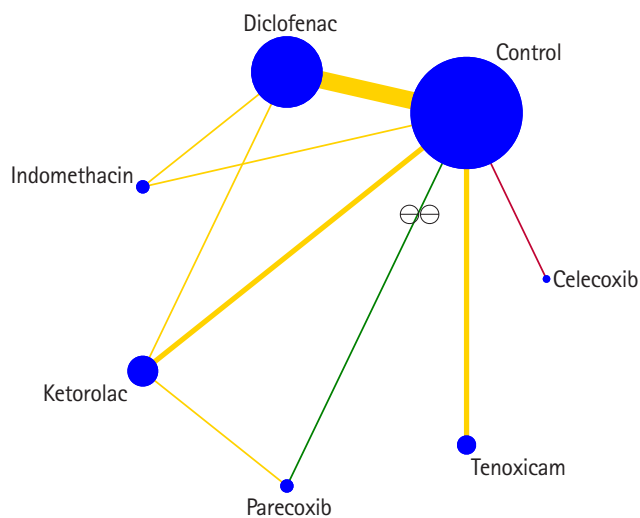 Diclofenac
Control
Indomethacin
Celecoxib
Ketorolac
Tenoxicam
Parecoxib